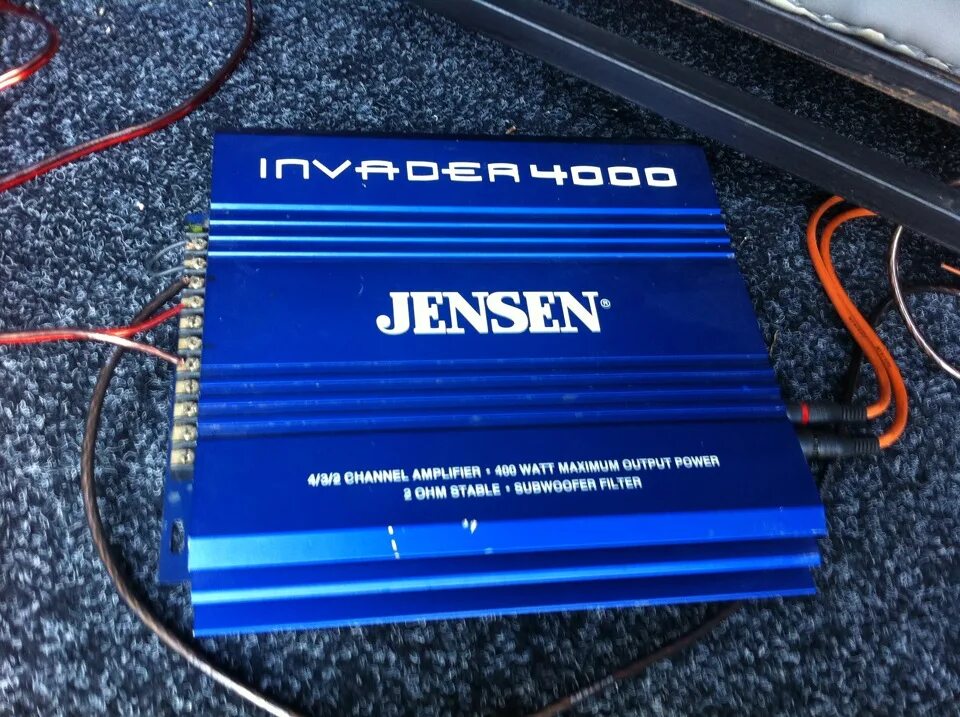 INVADER 4000
JENSEN®
4/3/2 CHANNEL AMPLIFIER • 400 WATT MAXIMUM OUTPUT POWER
2 OHM STABLE • SUBWOOFER FILTER